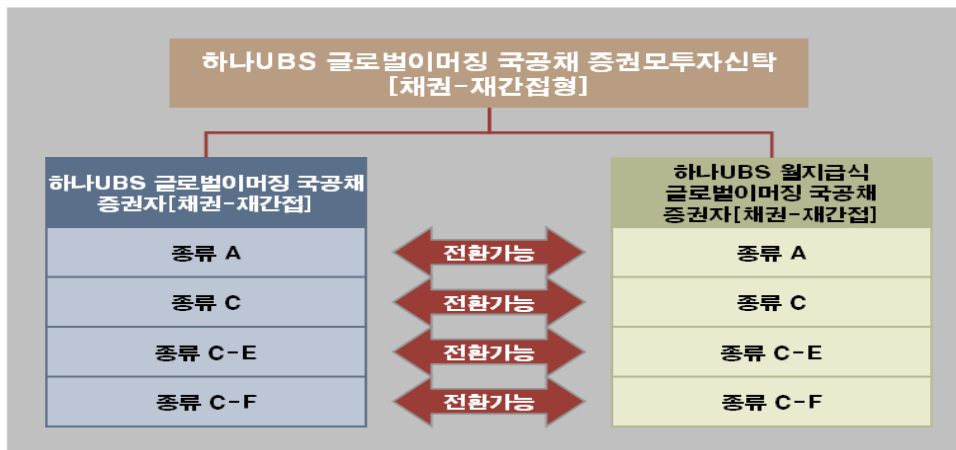 하나UBS 글로벌이머징 국공채 증권모투자신탁
[채권-재간접형]
하나UBS 글로벌이머징 국공채
증권자[채권-재간접]
하나UBS 월지급식
글로벌이머징 국공채
증권자[채권-재간접]
종류 A
전환가능
종류 A
종류 C
전환가능
종류 C
종류 C-E
전환가능
종류 C-E
종류 C-F
전환가능
종류 C-F